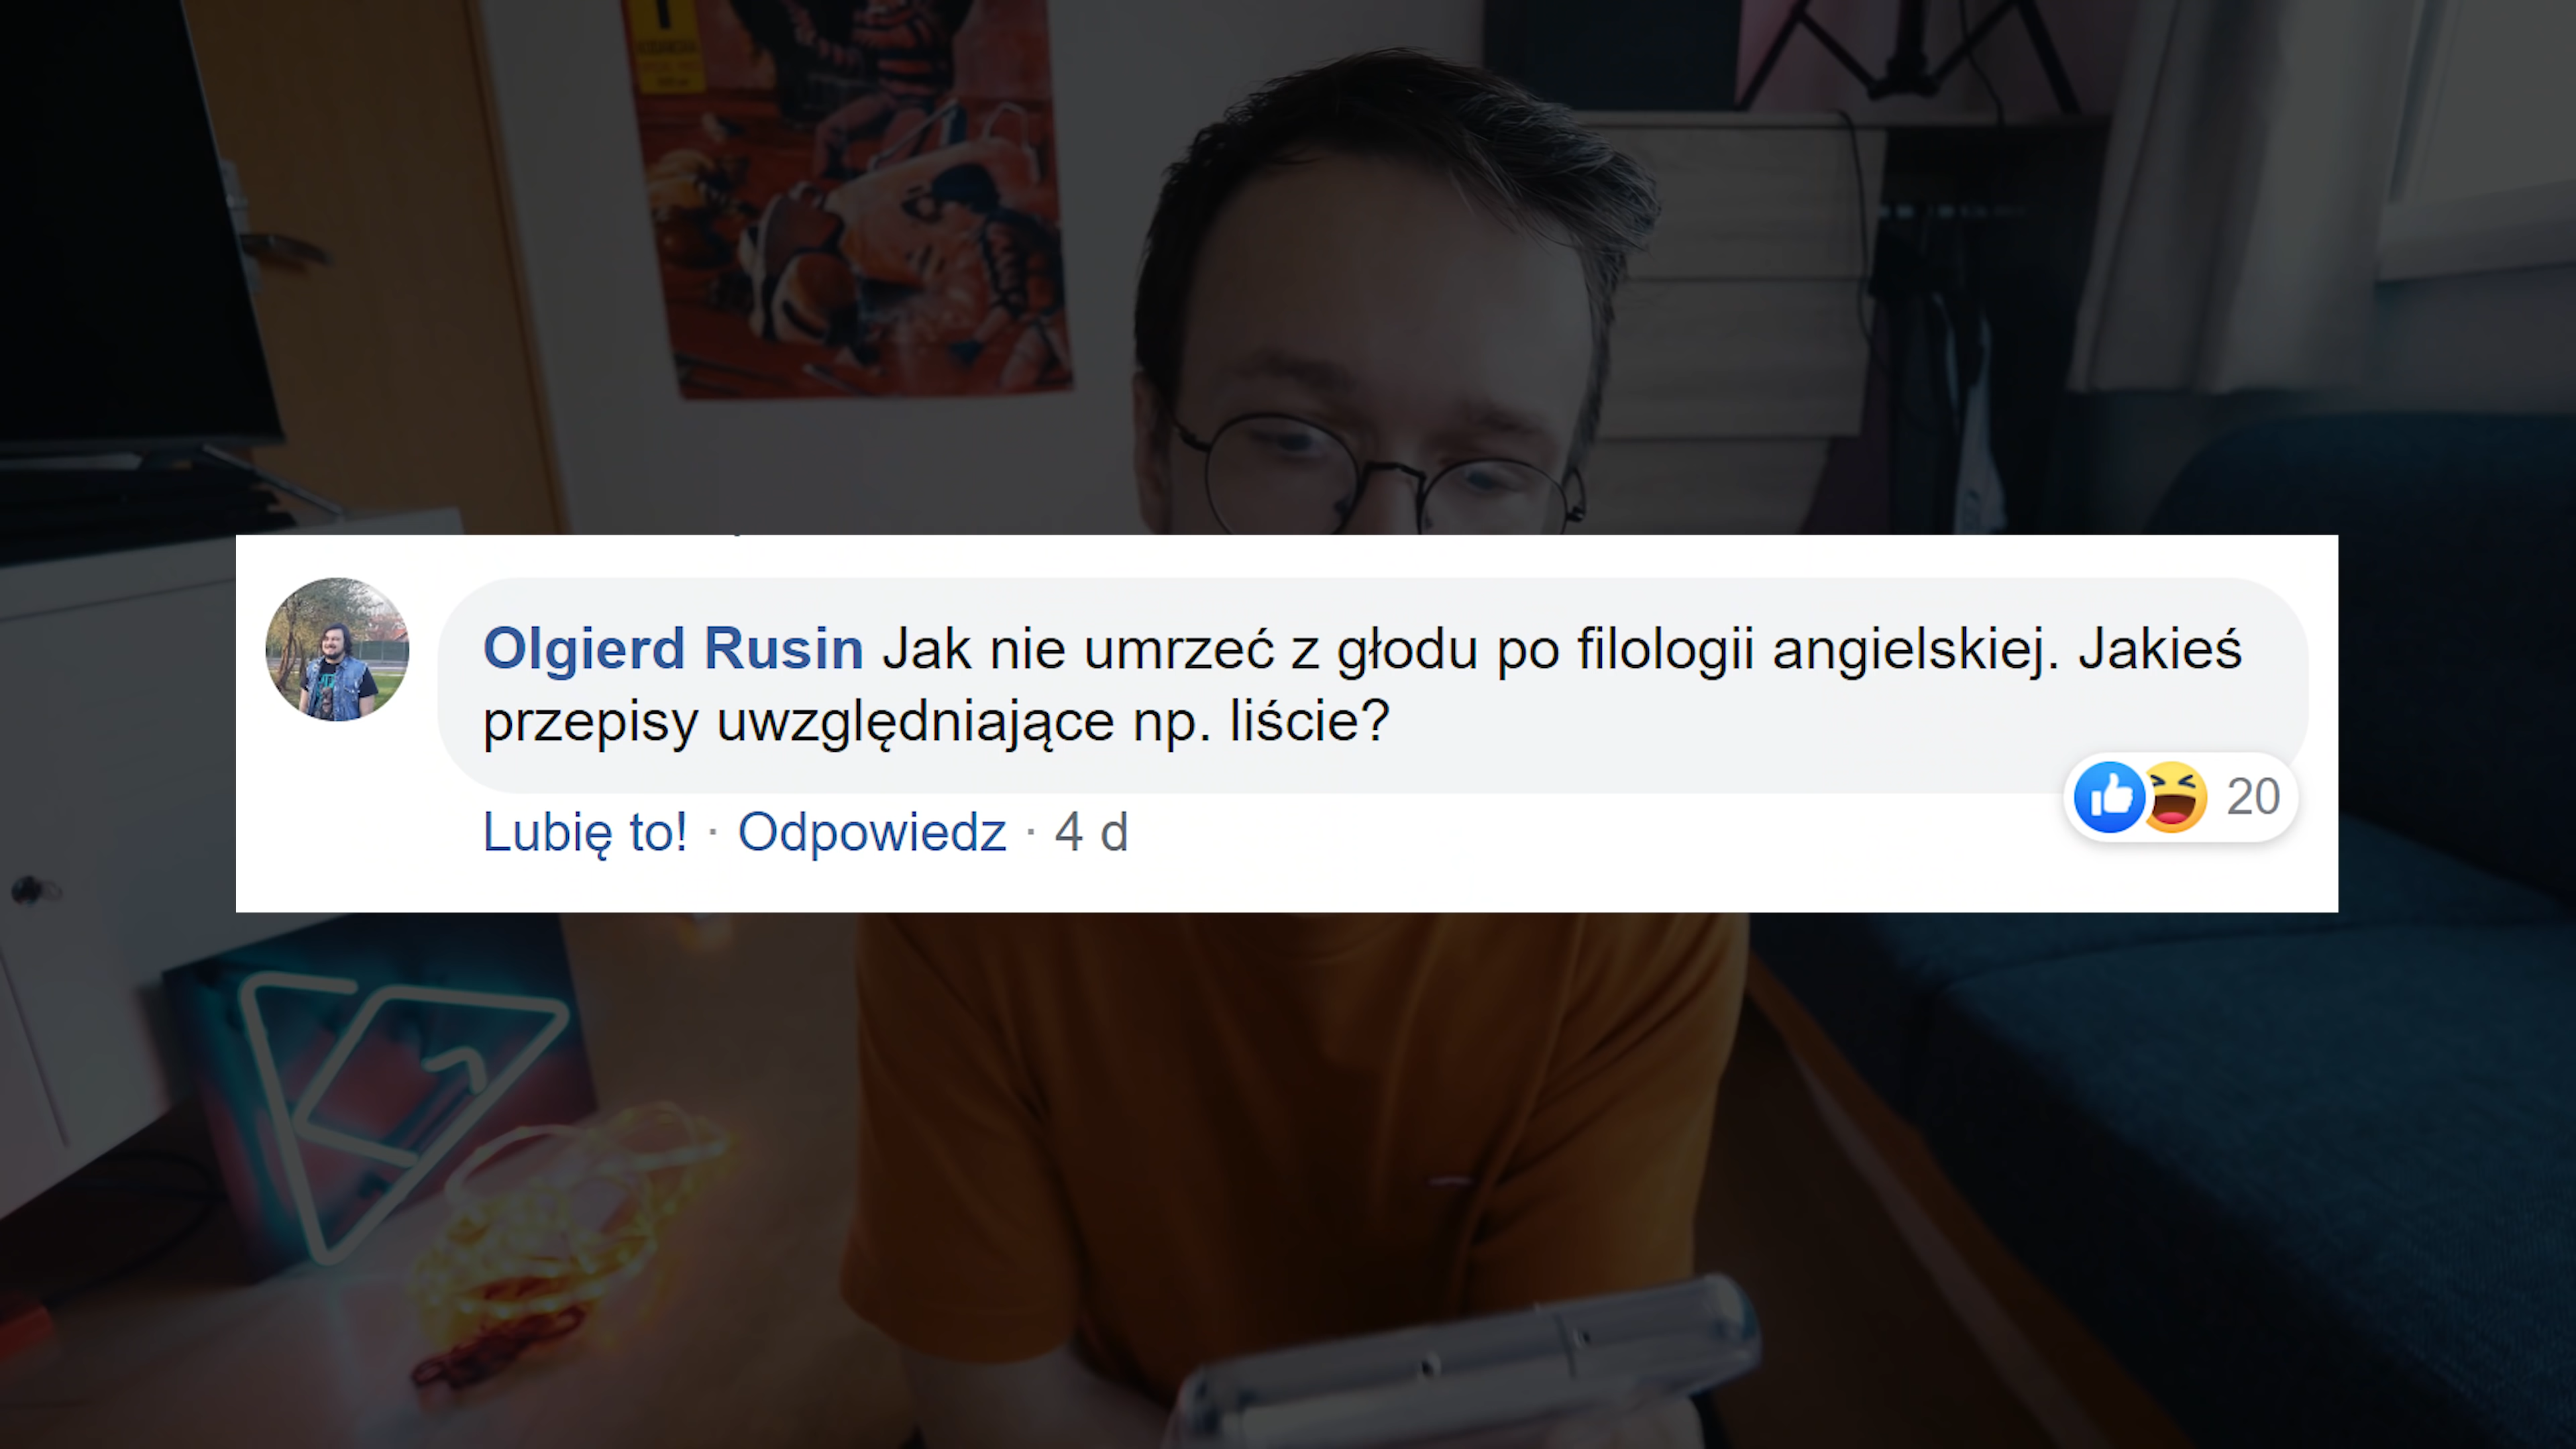 Olgierd Rusin Jak nie umrzeć z głodu po filologii angielskiej. Jakieś
przepisy uwzględniające np. liście?
Lubię to! · Odpowiedz · 4 d
20